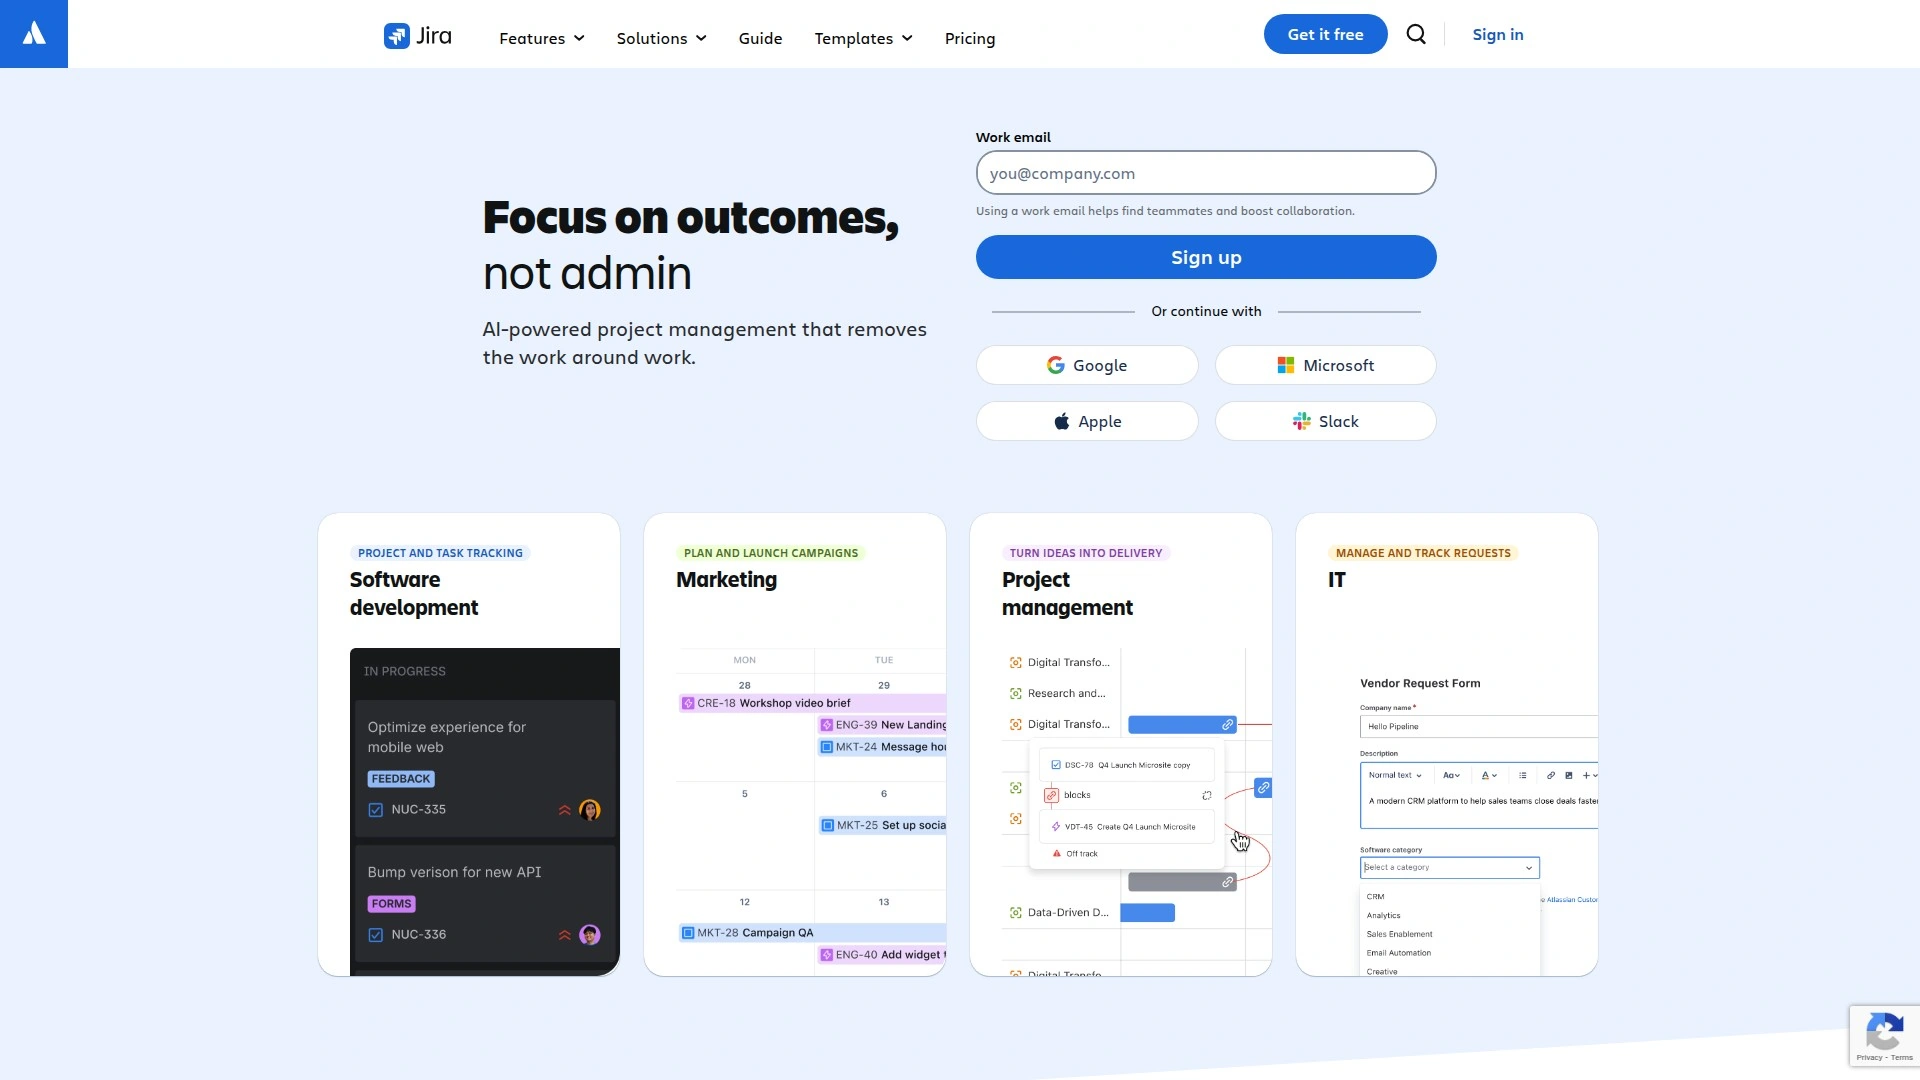 Jira
Features
Solutions
Guide
Templates
Pricing
Get it free
Sign in
Focus on outcomes,
not admin
AI-powered project management that removes
the work around work.
Work email
you@company.com
Using a work email helps find teammates and boost collaboration.
Sign up
Or continue with
Google
Microsoft
Apple
Slack
PROJECT AND TASK TRACKING
Software
development
IN PROGRESS
Optimize experience for
mobile web
FEEDBACK
NUC-335
Bump verison for new API
FORMS
NUC-336
PLAN AND LAUNCH CAMPAIGNS
Marketing
MON TUE
28 29
CRE-18 Workshop video brief
ENG-39 New Landing
MKT-24 Message
5 6
MKT-25 Set up
12 13
MKT-28 Campaign QA
ENG-40 Add widget
TURN IDEAS INTO DELIVERY
Project
management
Digital Transfo...
Research and...
Digital Transfo...
DSC-78 Q4 Launch Microsite copy
blocks
VDT-45 Create Q4 Launch Microsite
Off track
Data-Driven D...
Digital Transfo...
MANAGE AND TRACK REQUESTS
IT
Vendor Request Form
Company name *
Hello Pipeline
Description
Normal text
Aa
A
A modern CRM platform to help sales teams close deals faster
Software category
Select a category
CRM
Analytics
Sales Enablement
Email Automation
Creative
Atlassian
Privacy - Terms